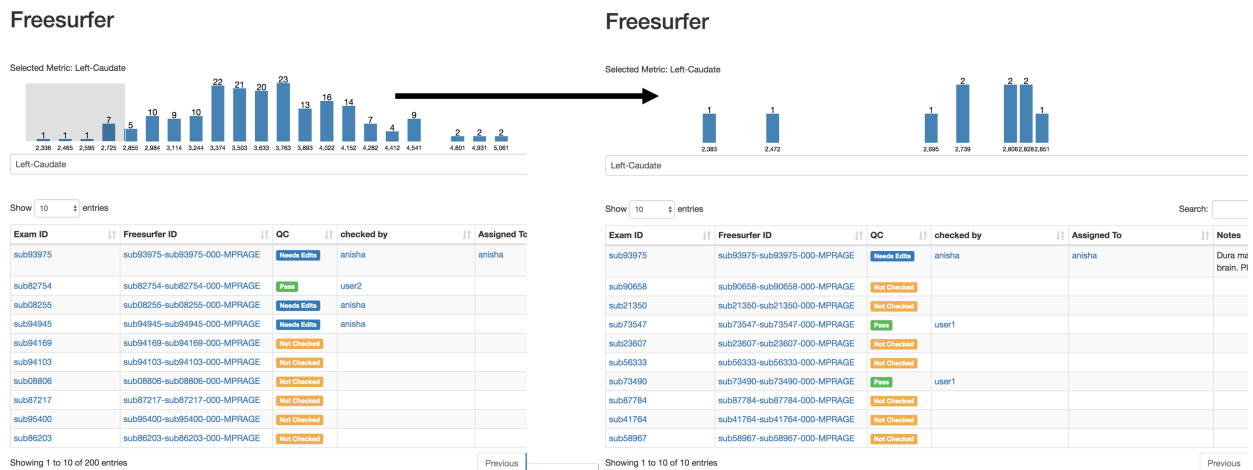 Freesurfer
Selected Metric: Left-Caudate
1 1 1 7 5 10 9 10 22 21 20 23 13 16 14 7 4 9 2 2 2
2,336 2,465 2,595 2,725 2,855 2,984 3,114 3,244 3,374 3,503 3,633 3,763 3,893 4,022 4,152 4,282 4,412 4,541 4,801 4,931 5,061
Left-Caudate
Show 10 entries
Exam ID Freesurfer ID QC checked by Assigned To
sub93975 sub93975-sub93975-000-MPRAGE Needs Edits anisha anisha
sub82754 sub82754-sub82754-000-MPRAGE Pass user2
sub08255 sub08255-sub08255-000-MPRAGE Needs Edits anisha
sub94945 sub94945-sub94945-000-MPRAGE Needs Edits anisha
sub94169 sub94169-sub94169-000-MPRAGE Not Checked
sub94103 sub94103-sub94103-000-MPRAGE Not Checked
sub08806 sub08806-sub08806-000-MPRAGE Not Checked
sub87217 sub87217-sub87217-000-MPRAGE Not Checked
sub95400 sub95400-sub95400-000-MPRAGE Not Checked
sub86203 sub86203-sub86203-000-MPRAGE Not Checked
Showing 1 to 10 of 200 entries Previous
Freesurfer
Selected Metric: Left-Caudate
1 1 1 2 2 2 1
2,383 2,472 2,695 2,739 2,806 2,828 2,851
Left-Caudate
Show 10 entries Search:
Exam ID Freesurfer ID QC checked by Assigned To Notes
sub93975 sub93975-sub93975-000-MPRAGE Needs Edits anisha anisha Dura ma
brain. Pl
sub90658 sub90658-sub90658-000-MPRAGE Not Checked
sub21350 sub21350-sub21350-000-MPRAGE Not Checked
sub73547 sub73547-sub73547-000-MPRAGE Pass user1
sub23607 sub23607-sub23607-000-MPRAGE Not Checked
sub56333 sub56333-sub56333-000-MPRAGE Not Checked
sub73490 sub73490-sub73490-000-MPRAGE Pass user1
sub87784 sub87784-sub87784-000-MPRAGE Not Checked
sub41764 sub41764-sub41764-000-MPRAGE Not Checked
sub58967 sub58967-sub58967-000-MPRAGE Not Checked
Showing 1 to 10 of 10 entries Previous